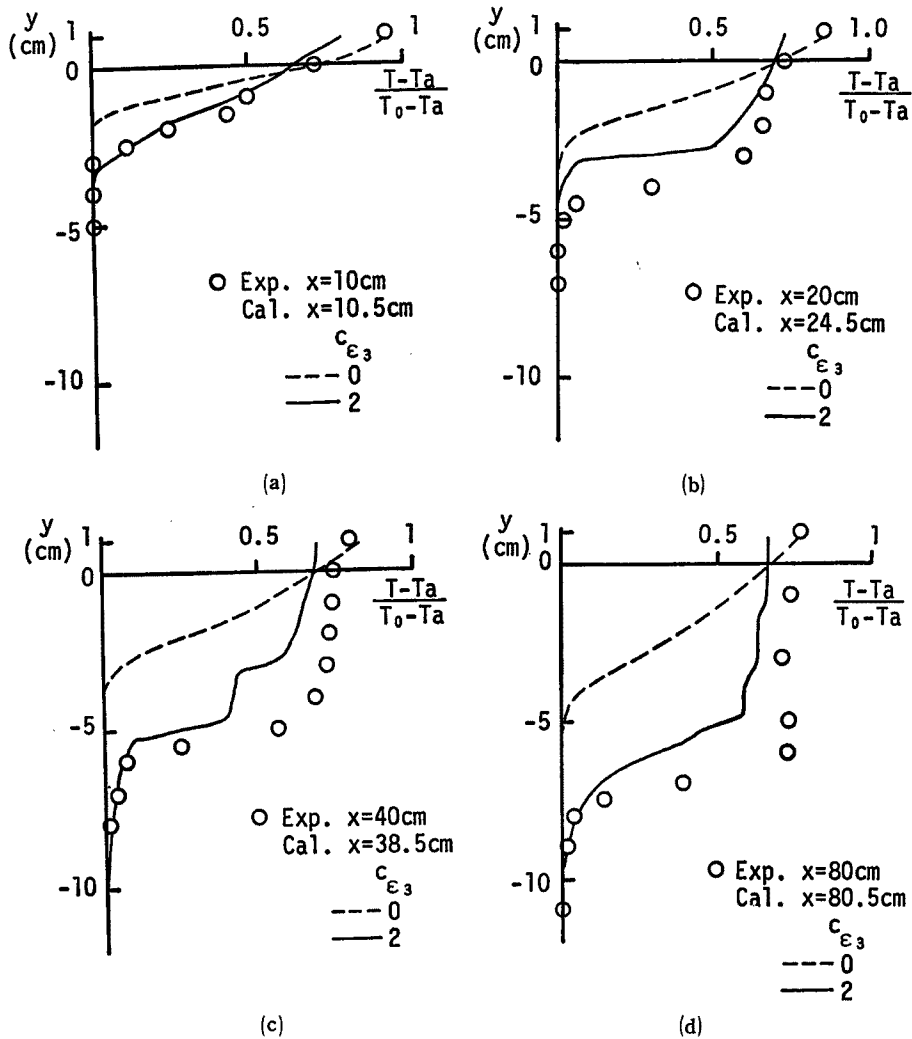 y
(cm)
1
0
-5
-10
0.5
1
T-Ta
T₀-Ta
Exp. x=10cm
Cal. x=10.5cm
cε₃
0
2
(a)
y
(cm)
1
0
-5
-10
0.5
1.0
T-Ta
T₀-Ta
Exp. x=20cm
Cal. x=24.5cm
cε₃
0
2
(b)
y
(cm)
1
0
-5
-10
0.5
1
T-Ta
T₀-Ta
Exp. x=40cm
Cal. x=38.5cm
cε₃
0
2
(c)
y
(cm)
1
0
-5
-10
0.5
1
T-Ta
T₀-Ta
Exp. x=80cm
Cal. x=80.5cm
cε₃
0
2
(d)